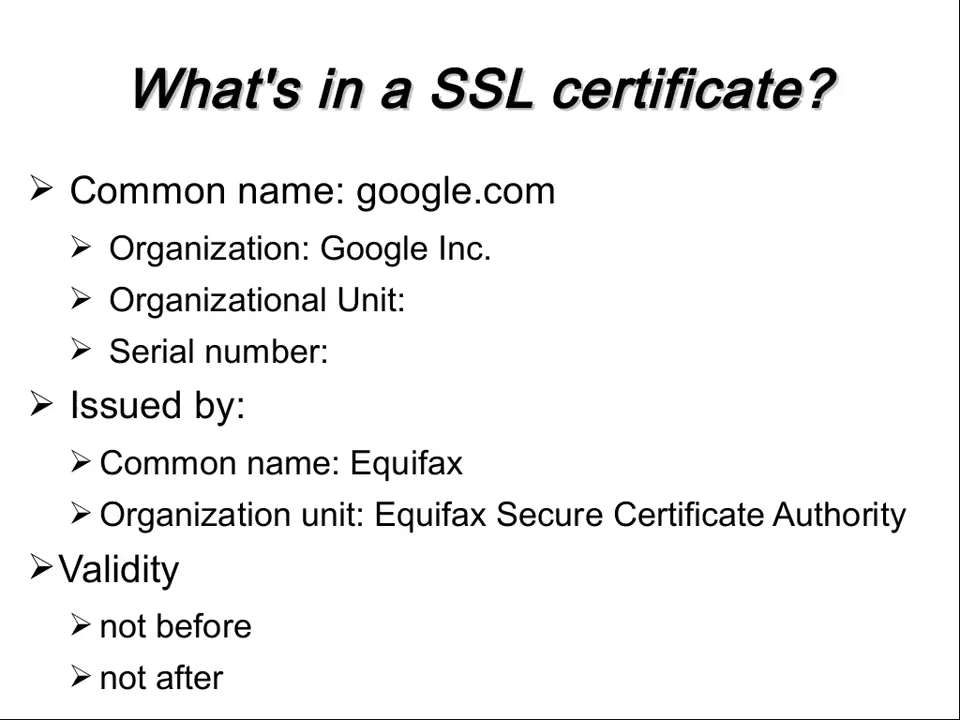 What's in a SSL certificate?
Common name: google.com
Organization: Google Inc.
Organizational Unit:
Serial number:
Issued by:
Common name: Equifax
Organization unit: Equifax Secure Certificate Authority
Validity
not before
not after